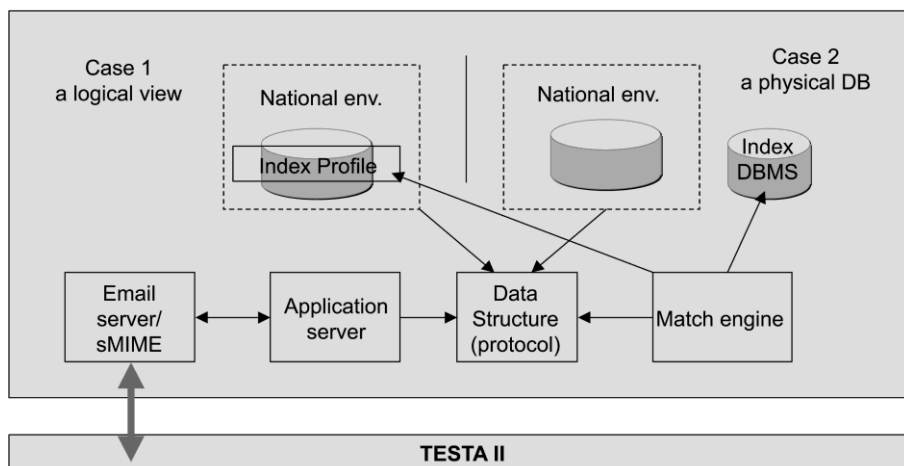 Case 1
a logical view
National env.
Index Profile
National env.
Case 2
a physical DB
Index
DBMS
Email
server/
sMIME
Application
server
Data
Structure
(protocol)
Match engine
TESTA II